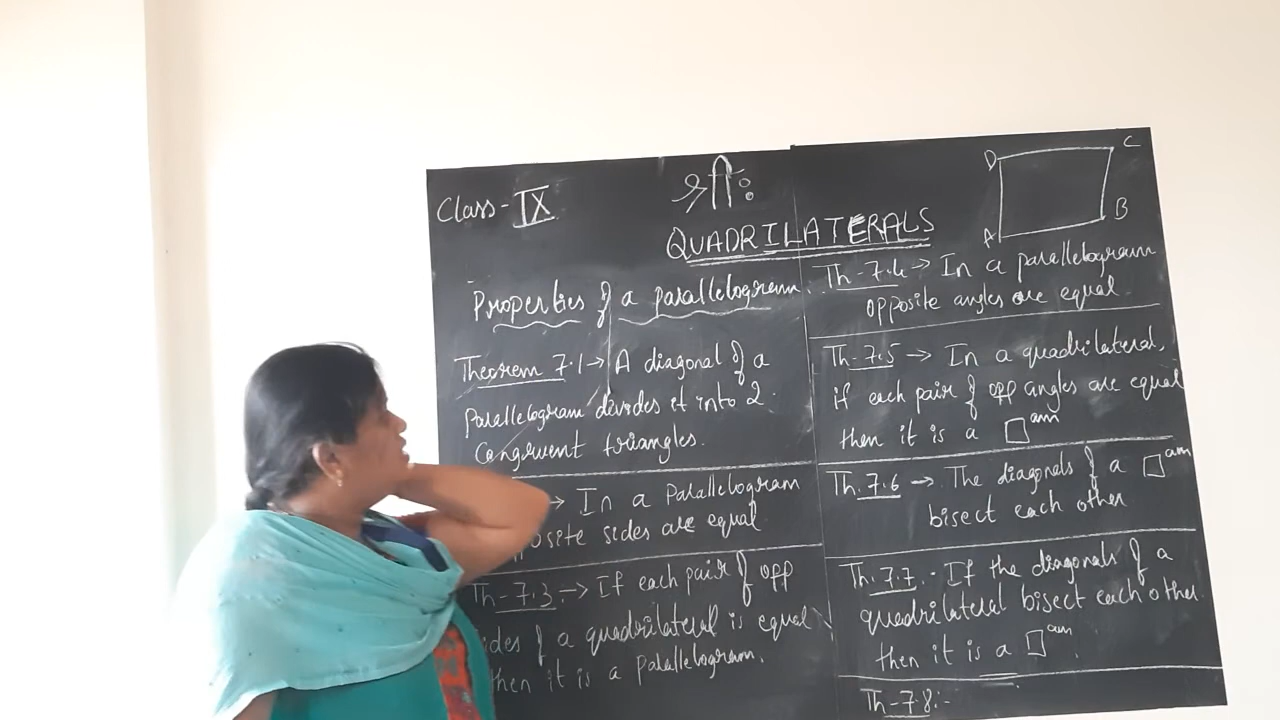 Class - IX
QUADRILATERALS
Properties of a parallelogram.
Theorem 7.1 → A diagonal of a
parallelogram divides it into 2
Congruent triangles.
→ In a Parallelogram
opposite sides are equal
Th-7.3 → If each pair of opp
sides of a quadrilateral is equal
then it is a parallelogram.
D C
A B
Th-7.4 → In a parallelogram
opposite angles are equal
Th-7.5 → In a quadrilateral,
if each pair of opp angles are equal
then it is a □am
Th.7.6 → The diagonals of a □am
bisect each other
Th.7.7.- If the diagonals of a
quadrilateral bisect each other
then it is a □am.
Th-7.8:-